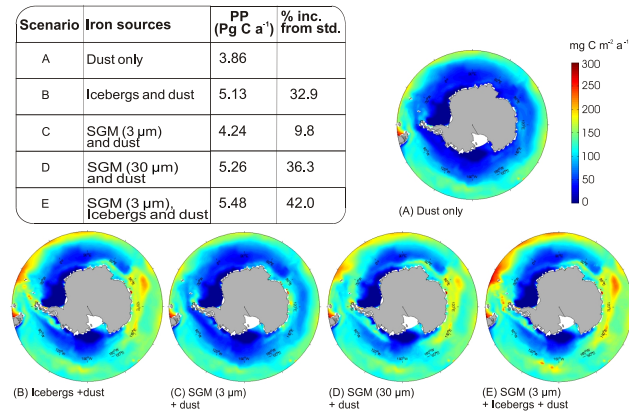 Scenario Iron sources PP (Pg C a⁻¹) % inc. from std.
A Dust only 3.86
B Icebergs and dust 5.13 32.9
C SGM (3 µm) and dust 4.24 9.8
D SGM (30 µm) and dust 5.26 36.3
E SGM (3 µm), Icebergs and dust 5.48 42.0
mg C m⁻² a⁻¹
300
250
200
150
100
50
0
(A) Dust only
(B) Icebergs +dust
(C) SGM (3 µm)
+ dust
(D) SGM (30 µm)
+ dust
(E) SGM (3 µm)
+ Icebergs + dust